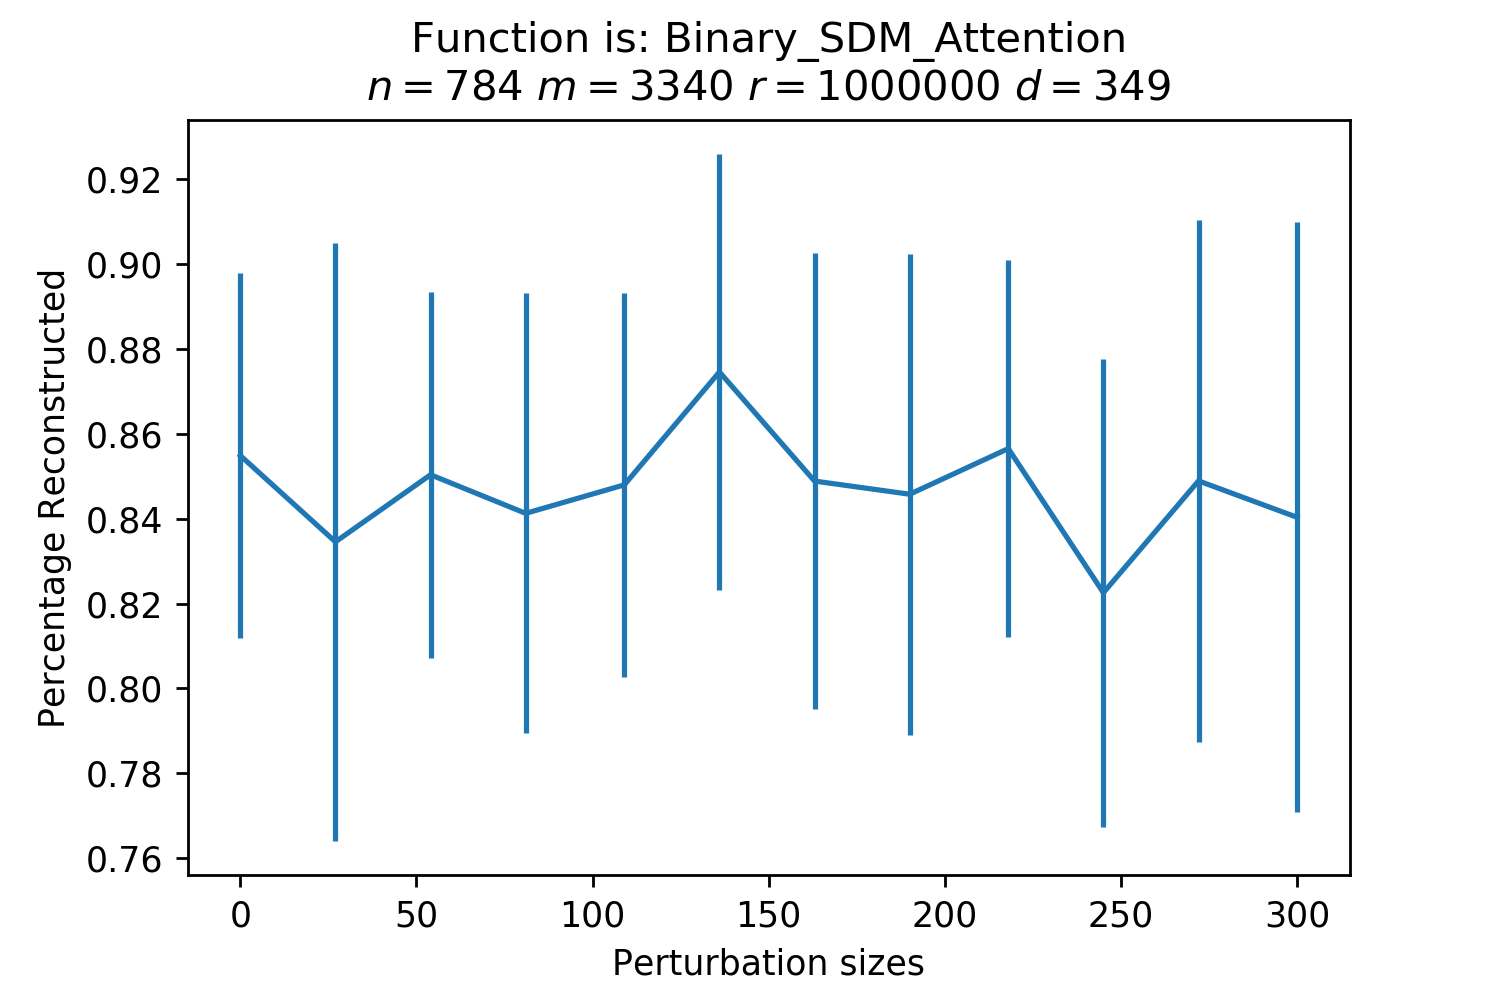 Function is: Binary_SDM_Attention
n = 784 m = 3340 r = 1000000 d = 349
Percentage Reconstructed
0.92
0.90
0.88
0.86
0.84
0.82
0.80
0.78
0.76
0 50 100 150 200 250 300
Perturbation sizes